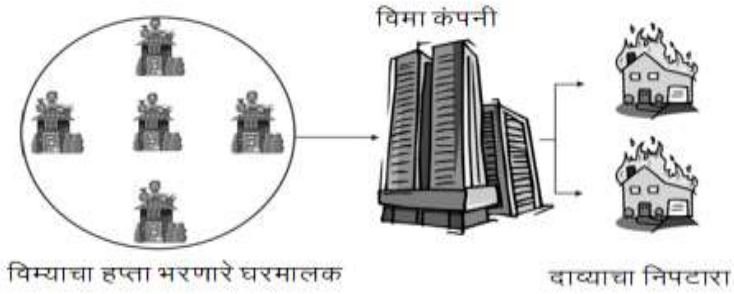 विमा कंपनी
विम्याचा हप्ता भरणारे घरमालक
दाव्याचा निपटारा